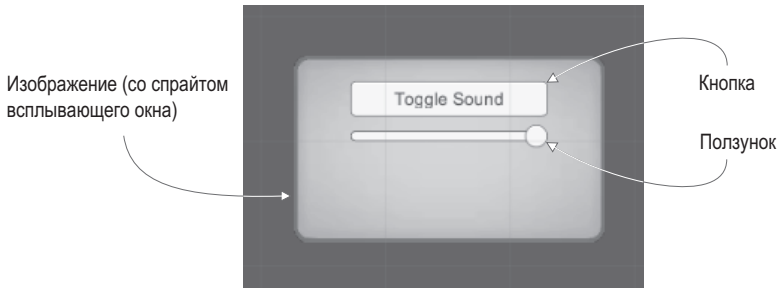 Изображение (со спрайтом
всплывающего окна)
Toggle Sound
Кнопка
Ползунок